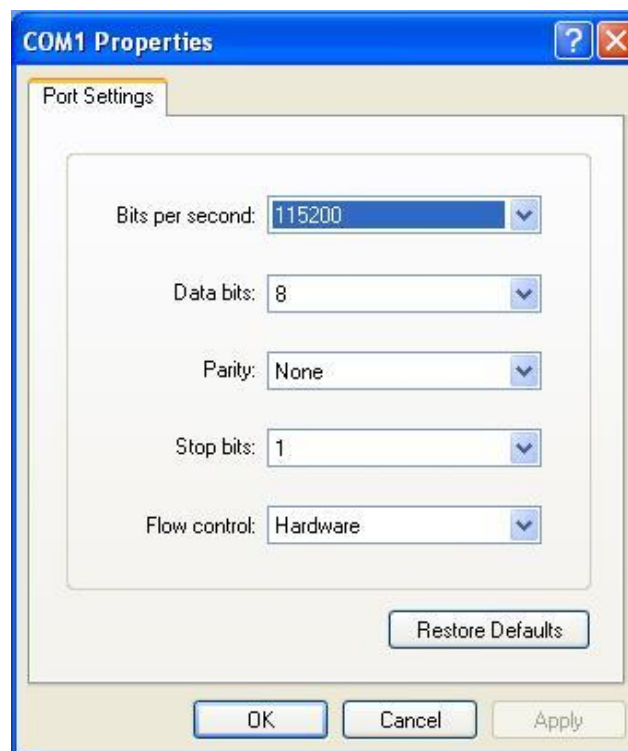 COM1 Properties
Port Settings
Bits per second: 115200
Data bits: 8
Parity: None
Stop bits: 1
Flow control: Hardware
Restore Defaults
OK Cancel Apply